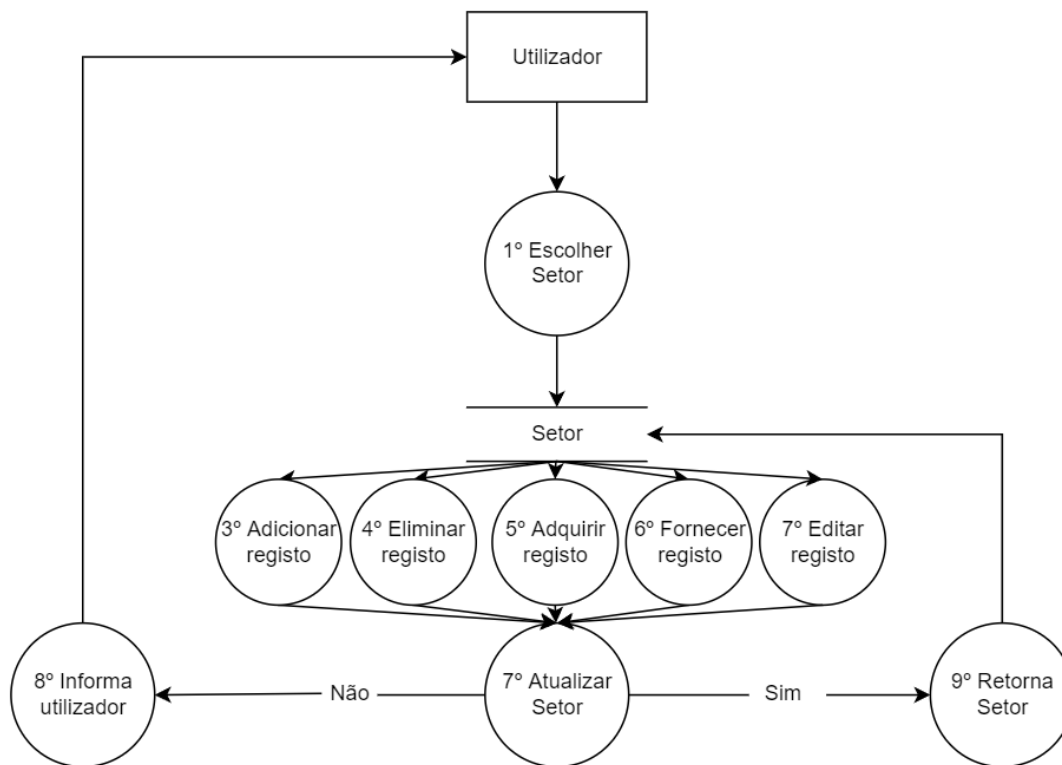 Utilizador
1º Escolher
Setor
Setor
3º Adicionar
registo
4º Eliminar
registo
5º Adquirir
registo
6º Fornecer
registo
7º Editar
registo
8º Informa
utilizador
Não
7º Atualizar
Setor
Sim
9º Retorna
Setor